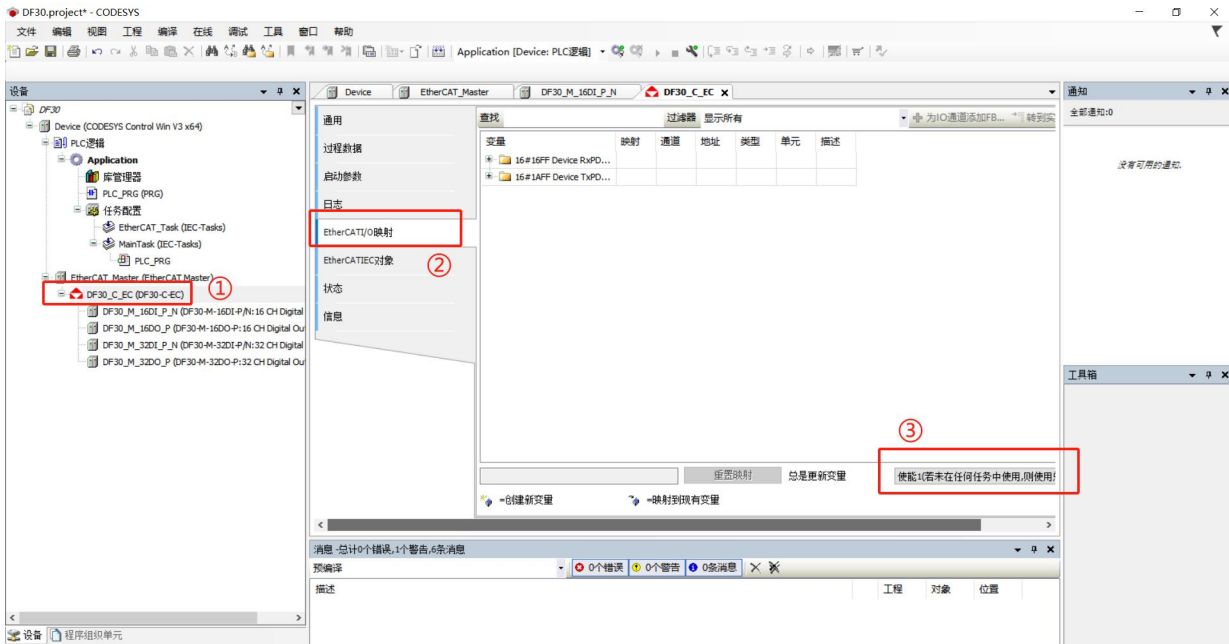 DF30.project* - CODESYS
文件 编辑 视图 工程 编译 在线 调试 工具 窗口 帮助
Application [Device: PLC逻辑]
设备
DF30
Device (CODESYS Control Win V3 x64)
PLC逻辑
Application
库管理器
PLC_PRG (PRG)
任务配置
EtherCAT_Task (IEC-Tasks)
MainTask (IEC-Tasks)
PLC_PRG
EtherCAT_Master (EtherCAT Master)
DF30_C_EC (DF30-C-EC)
①
DF30_M_16DI_P_N (DF30-M-16DI-P/N:16 CH Digital
DF30_M_16DO_P (DF30-M-16DO-P:16 CH Digital Ou
DF30_M_32DI_P_N (DF30-M-32DI-P/N:32 CH Digital
DF30_M_32DO_P (DF30-M-32DO-P:32 CH Digital Ou
设备 程序组织单元
Device EtherCAT_Master DF30_M_16DI_P_N DF30_C_EC
通用
过程数据
启动参数
日志
EtherCATI/O映射
②
EtherCATIEC对象
状态
信息
查找 过滤器 显示所有 为IO通道添加FB... 转到实
变量 映射 通道 地址 类型 单元 描述
16#16FF Device RxPD...
16#1AFF Device TxPD...
③
重置映射 总是更新变量 使能1(若未在任何任务中使用,则使用
=创建新变量 =映射到现有变量
消息 -总计0个错误,1个警告,6条消息
预编译 0个错误 0个警告 0条消息
描述 工程 对象 位置
通知
全部通知:0
没有可用的通知.
工具箱